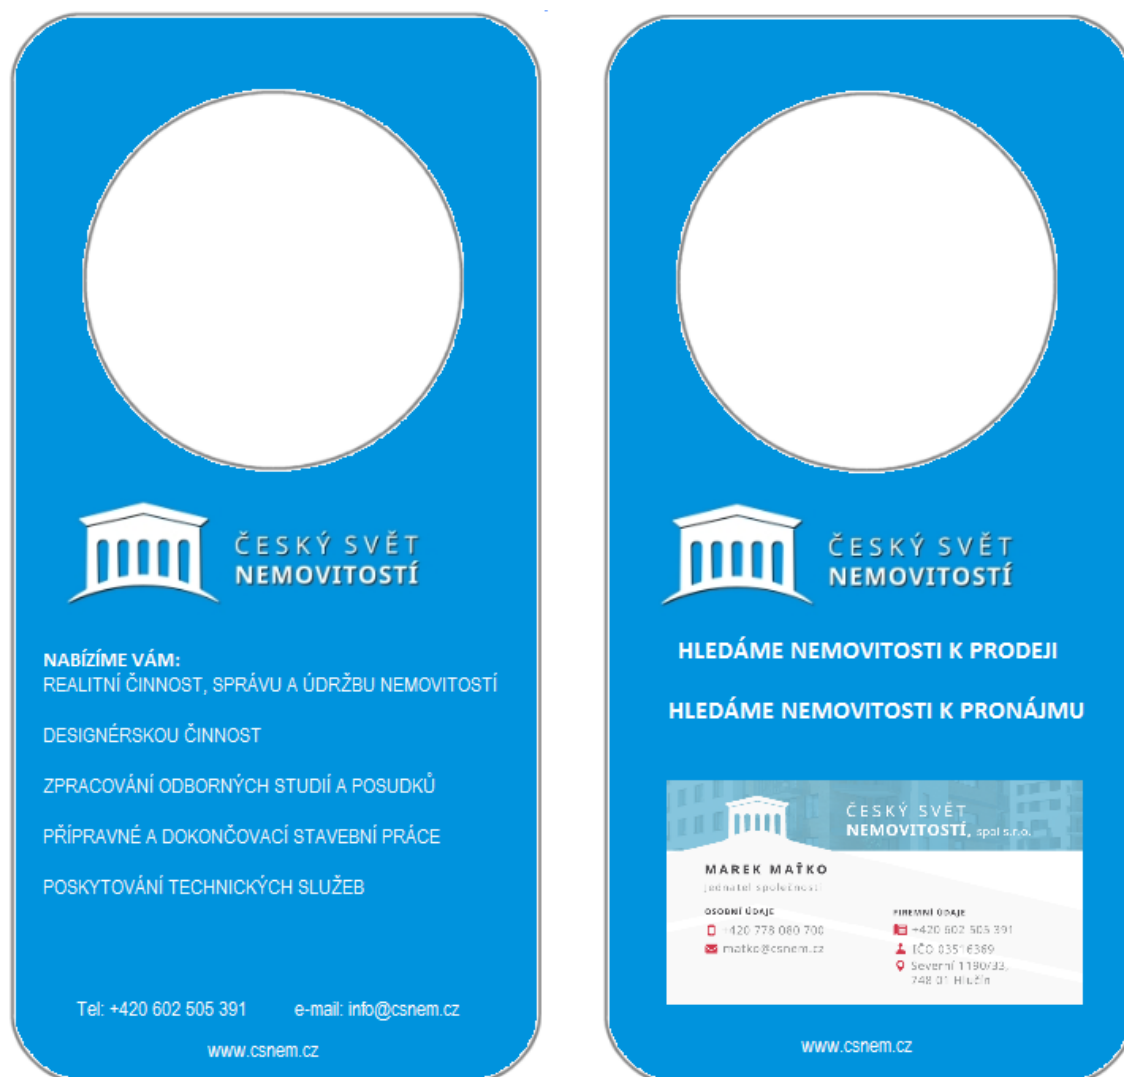 ČESKÝ SVĚT
NEMOVITOSTÍ
NABÍZÍME VÁM:
REALITNÍ ČINNOST, SPRÁVU A ÚDRŽBU NEMOVITOSTÍ
DESIGNÉRSKOU ČINNOST
ZPRACOVÁNÍ ODBORNÝCH STUDIÍ A POSUDKŮ
PŘÍPRAVNÉ A DOKONČOVACÍ STAVEBNÍ PRÁCE
POSKYTOVÁNÍ TECHNICKÝCH SLUŽEB
Tel: +420 602 505 391 e-mail: info@csnem.cz
www.csnem.cz
ČESKÝ SVĚT
NEMOVITOSTÍ
HLEDÁME NEMOVITOSTI K PRODEJI
HLEDÁME NEMOVITOSTI K PRONÁJMU
ČESKÝ SVĚT
NEMOVITOSTÍ, spol s.r.o.
MAREK MAŤKO
jednatel společnosti
OSOBNÍ ÚDAJE
+420 778 080 700
matko@csnem.cz
FIREMNÍ ÚDAJE
+420 602 505 391
IČO 03516369
Severní 1190/33,
748 01 Hlučín
www.csnem.cz